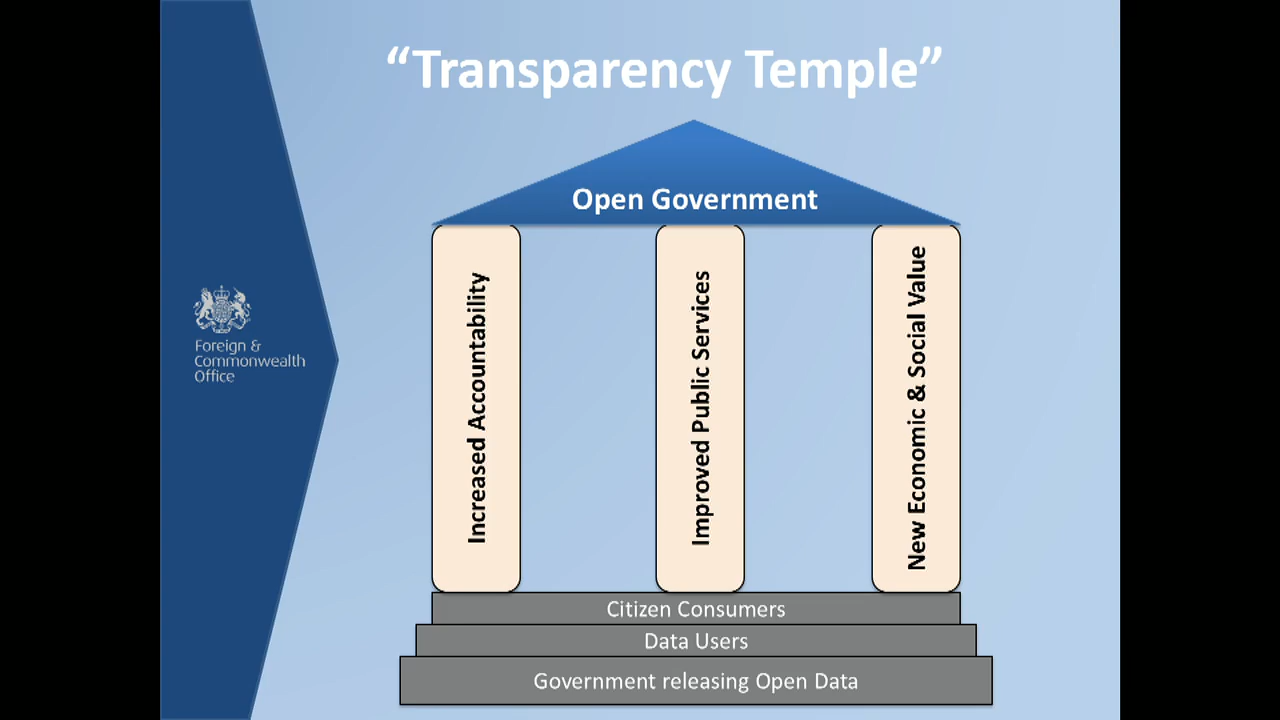 “Transparency Temple”
Open Government
Increased Accountability
Improved Public Services
New Economic & Social Value
Foreign &
Commonwealth
Office
Citizen Consumers
Data Users
Government releasing Open Data